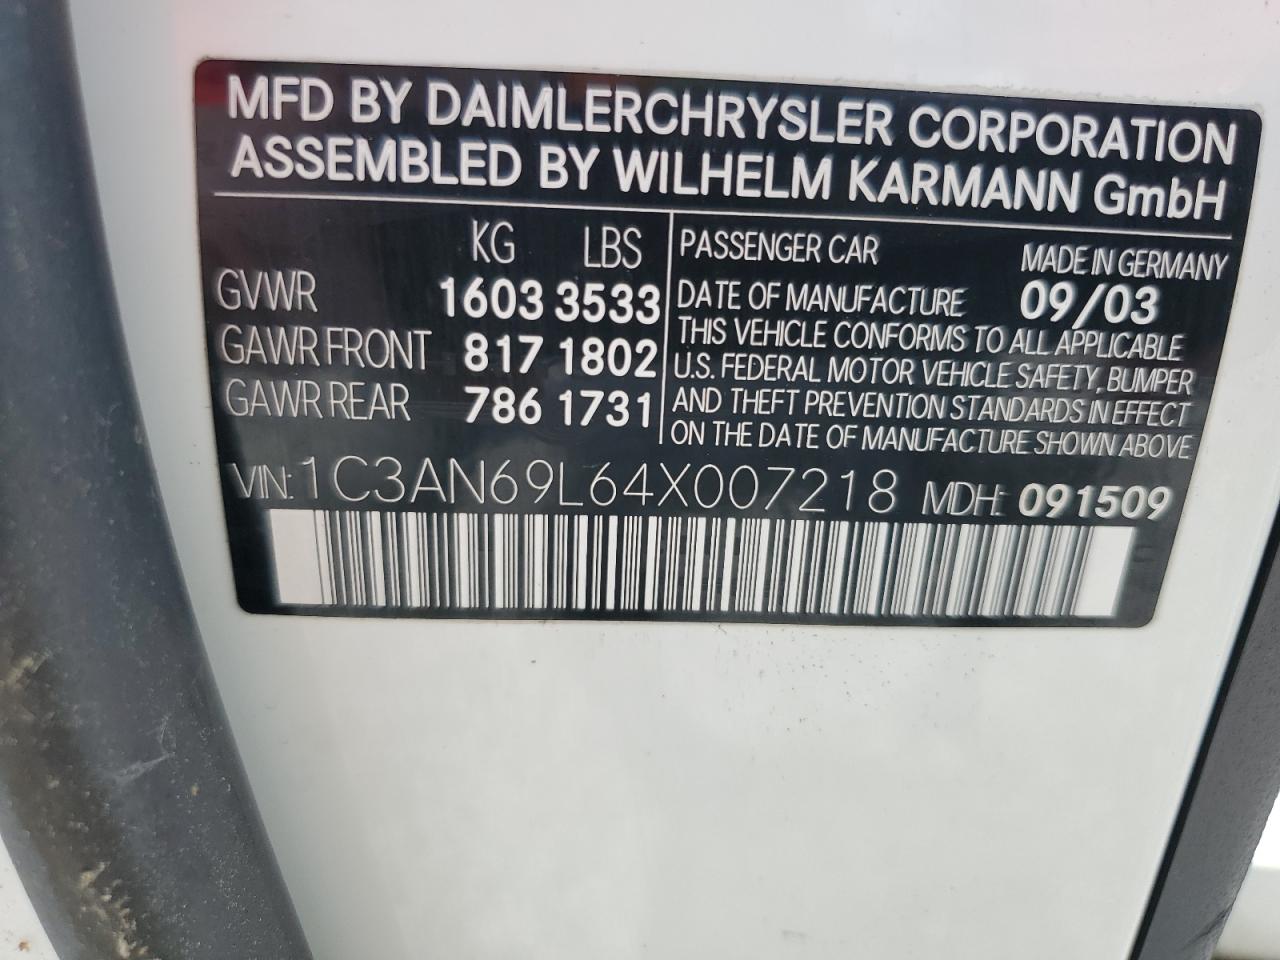 MFD BY DAIMLERCHRYSLER CORPORATION
ASSEMBLED BY WILHELM KARMANN GmbH
KG LBS
GVWR 1603 3533
GAWR FRONT 817 1802
GAWR REAR 786 1731
PASSENGER CAR MADE IN GERMANY
DATE OF MANUFACTURE 09/03
THIS VEHICLE CONFORMS TO ALL APPLICABLE
U.S. FEDERAL MOTOR VEHICLE SAFETY, BUMPER
AND THEFT PREVENTION STANDARDS IN EFFECT
ON THE DATE OF MANUFACTURE SHOWN ABOVE
VIN: 1C3AN69L64X007218 MDH: 091509